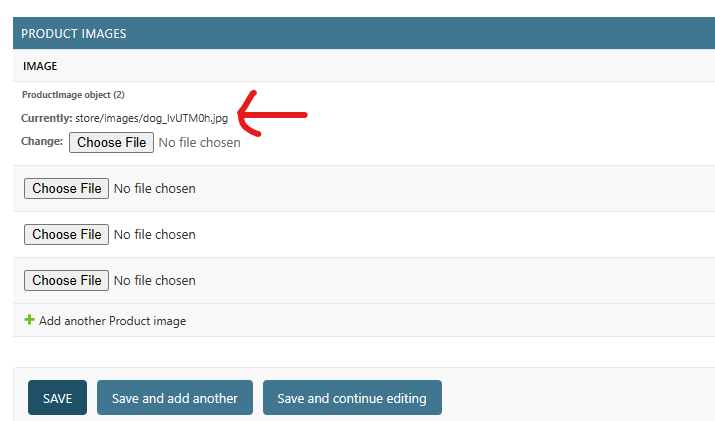 PRODUCT IMAGES
IMAGE
ProductImage object (2)
Currently: store/images/dog_lvUTM0h.jpg
Change: Choose File No file chosen
Choose File No file chosen
Choose File No file chosen
Choose File No file chosen
+ Add another Product image
SAVE Save and add another Save and continue editing